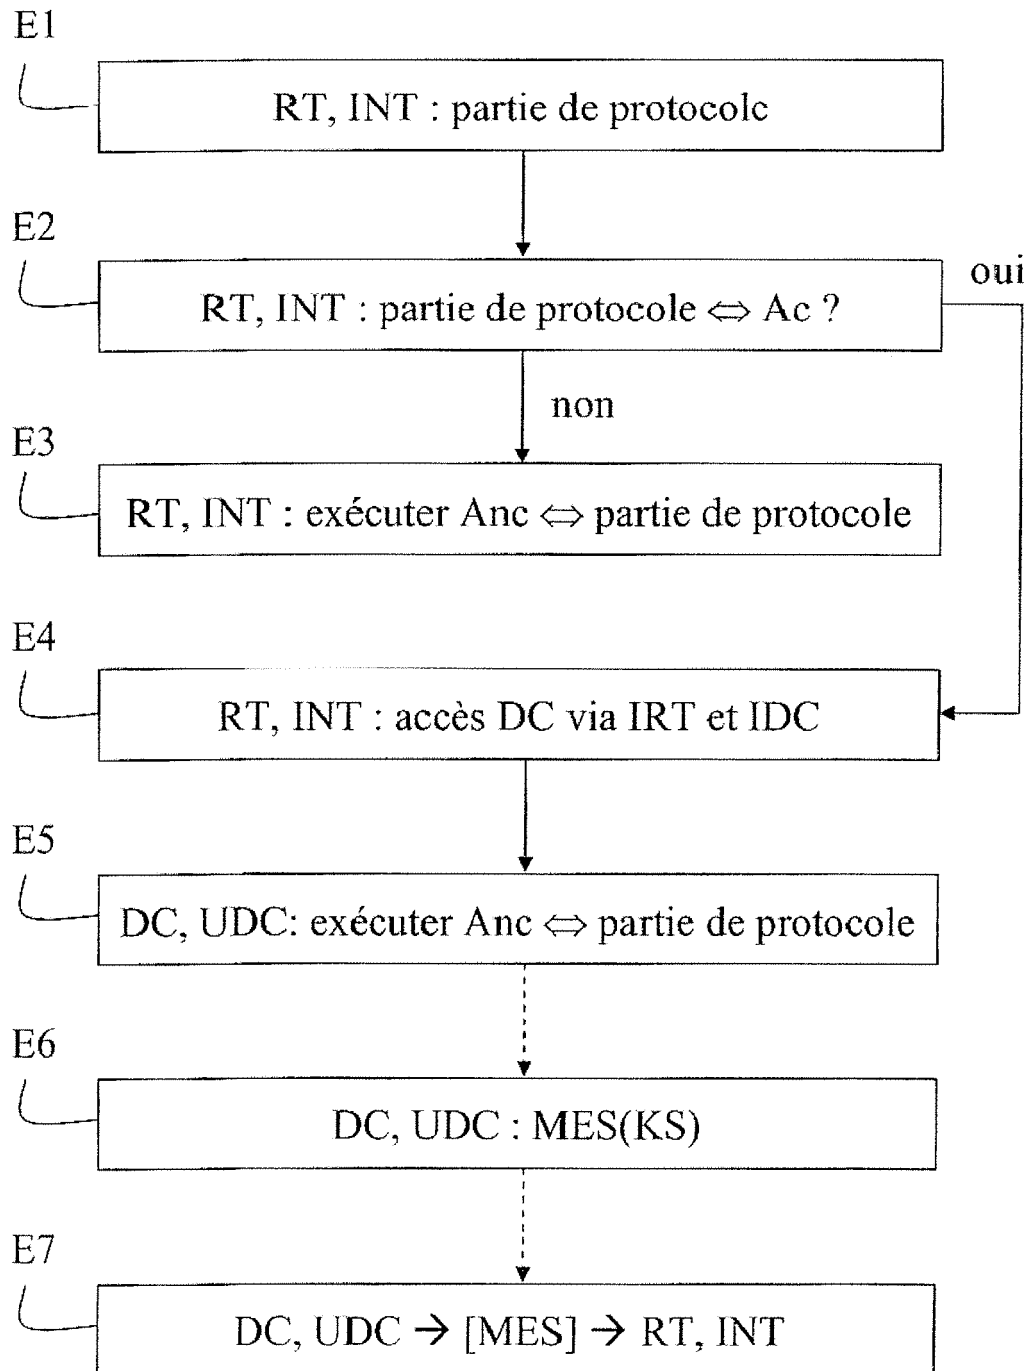 E1
RT, INT : partie de protocole
E2
RT, INT : partie de protocole ⇔ Ac ?
oui
non
E3
RT, INT : exécuter Anc ⇔ partie de protocole
E4
RT, INT : accès DC via IRT et IDC
E5
DC, UDC: exécuter Anc ⇔ partie de protocole
E6
DC, UDC : MES(KS)
E7
DC, UDC → [MES] → RT, INT